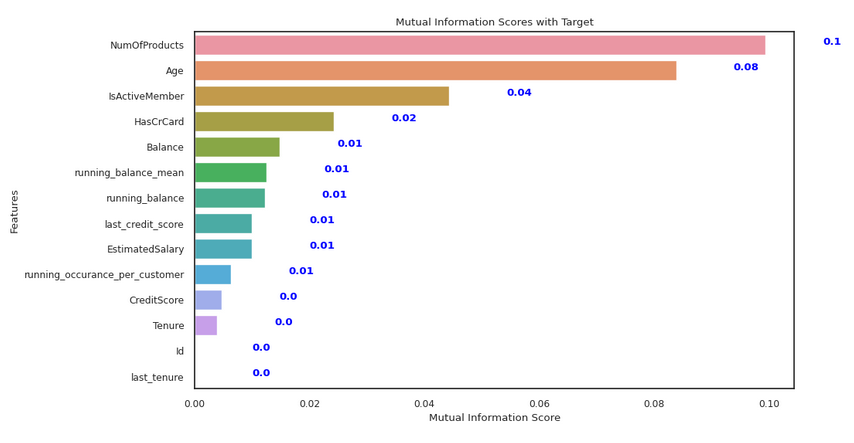 Mutual Information Scores with Target
NumOfProducts 0.1
Age 0.08
IsActiveMember 0.04
HasCrCard 0.02
Balance 0.01
running_balance_mean 0.01
running_balance 0.01
last_credit_score 0.01
EstimatedSalary 0.01
running_occurance_per_customer 0.01
CreditScore 0.0
Tenure 0.0
Id 0.0
last_tenure 0.0
Features
0.00 0.02 0.04 0.06 0.08 0.10
Mutual Information Score